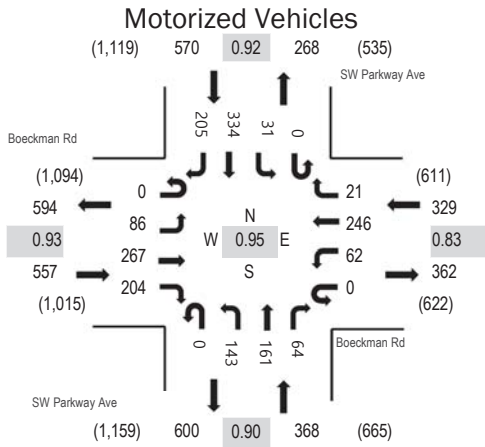 Motorized Vehicles
(1,119) 570 0.92 268 (535)
SW Parkway Ave
205 334 31 0
Boeckman Rd
(1,094) (611)
0 21
594 329
86 N 246
0.93 W 0.95 E 0.83
267 S 62
557 362
204 0
(1,015) (622)
0 143 161 64
Boeckman Rd
SW Parkway Ave
(1,159) 600 0.90 368 (665)